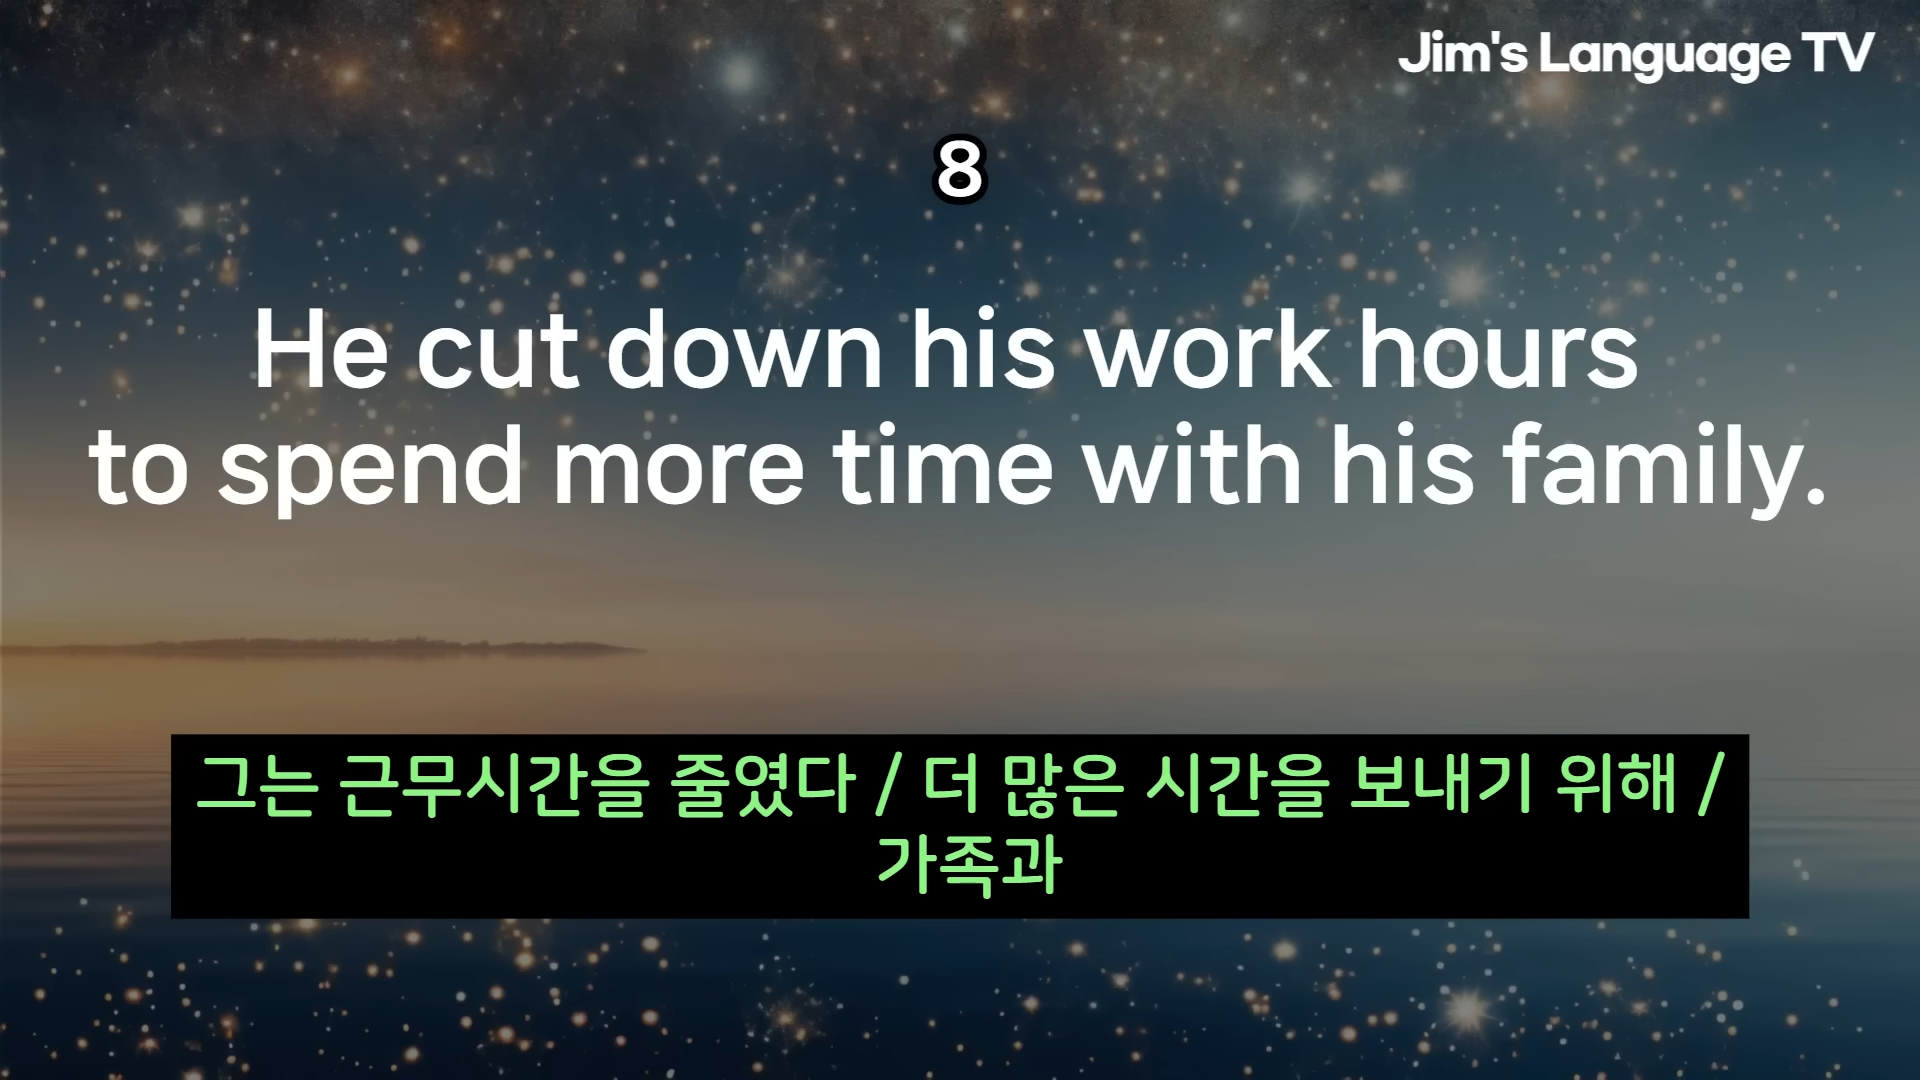 Jim's Language TV
8
He cut down his work hours
to spend more time with his family.
그는 근무시간을 줄였다 / 더 많은 시간을 보내기 위해 /
가족과